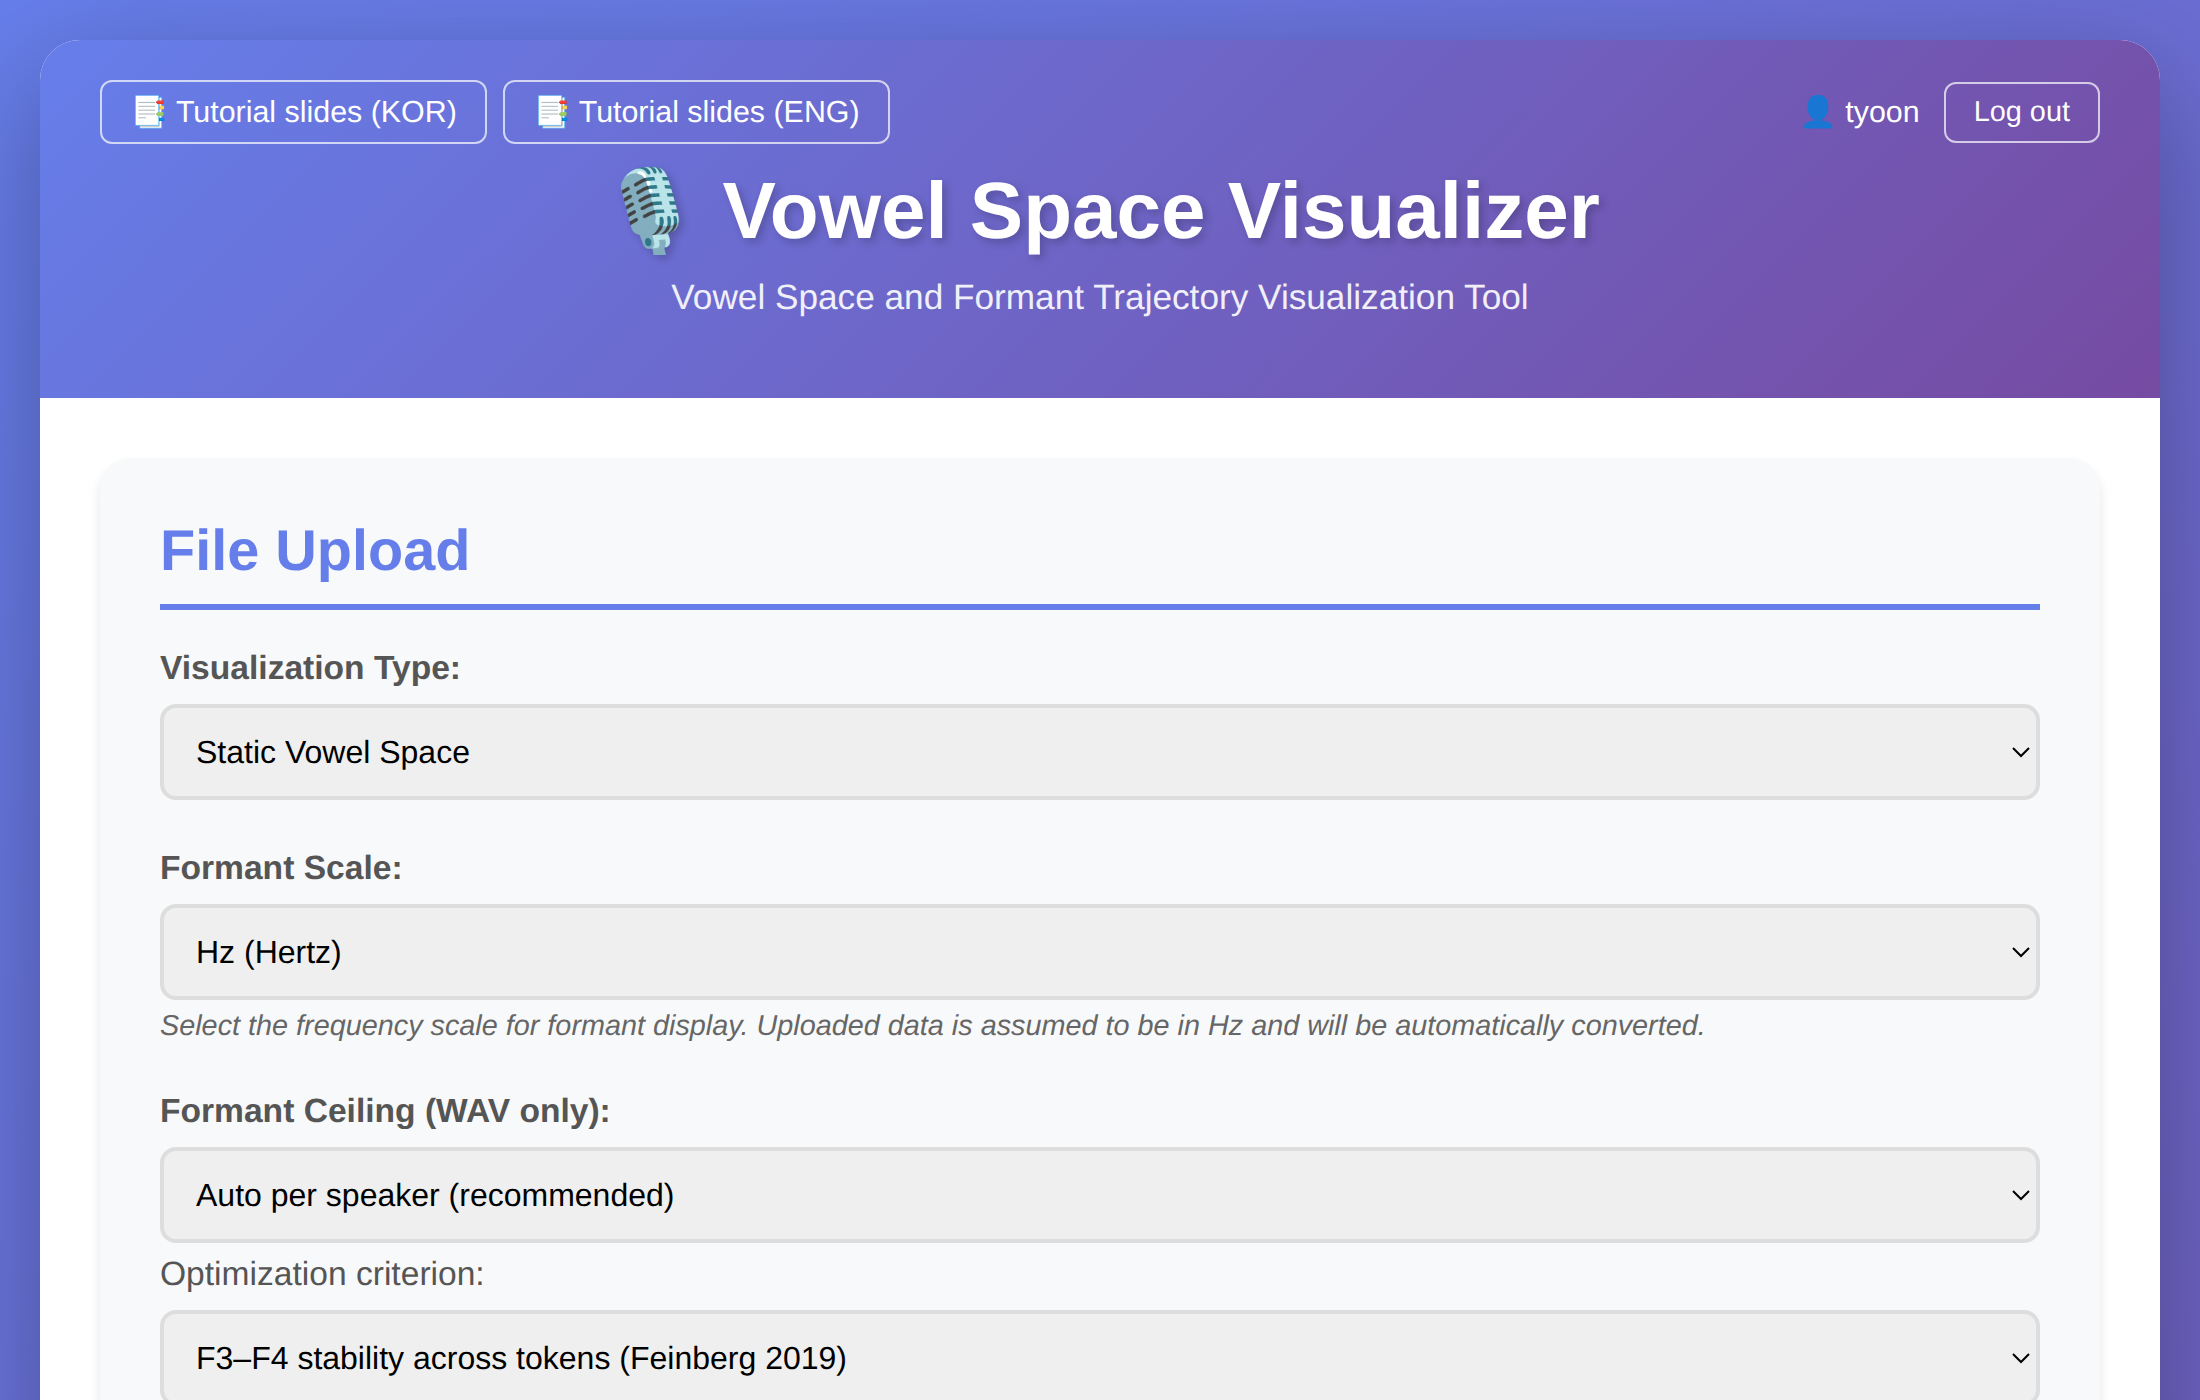 Tutorial slides (KOR)
Tutorial slides (ENG)
tyoon
Log out
Vowel Space Visualizer
Vowel Space and Formant Trajectory Visualization Tool
File Upload
Visualization Type:
Static Vowel Space
Formant Scale:
Hz (Hertz)
Select the frequency scale for formant display. Uploaded data is assumed to be in Hz and will be automatically converted.
Formant Ceiling (WAV only):
Auto per speaker (recommended)
Optimization criterion:
F3–F4 stability across tokens (Feinberg 2019)